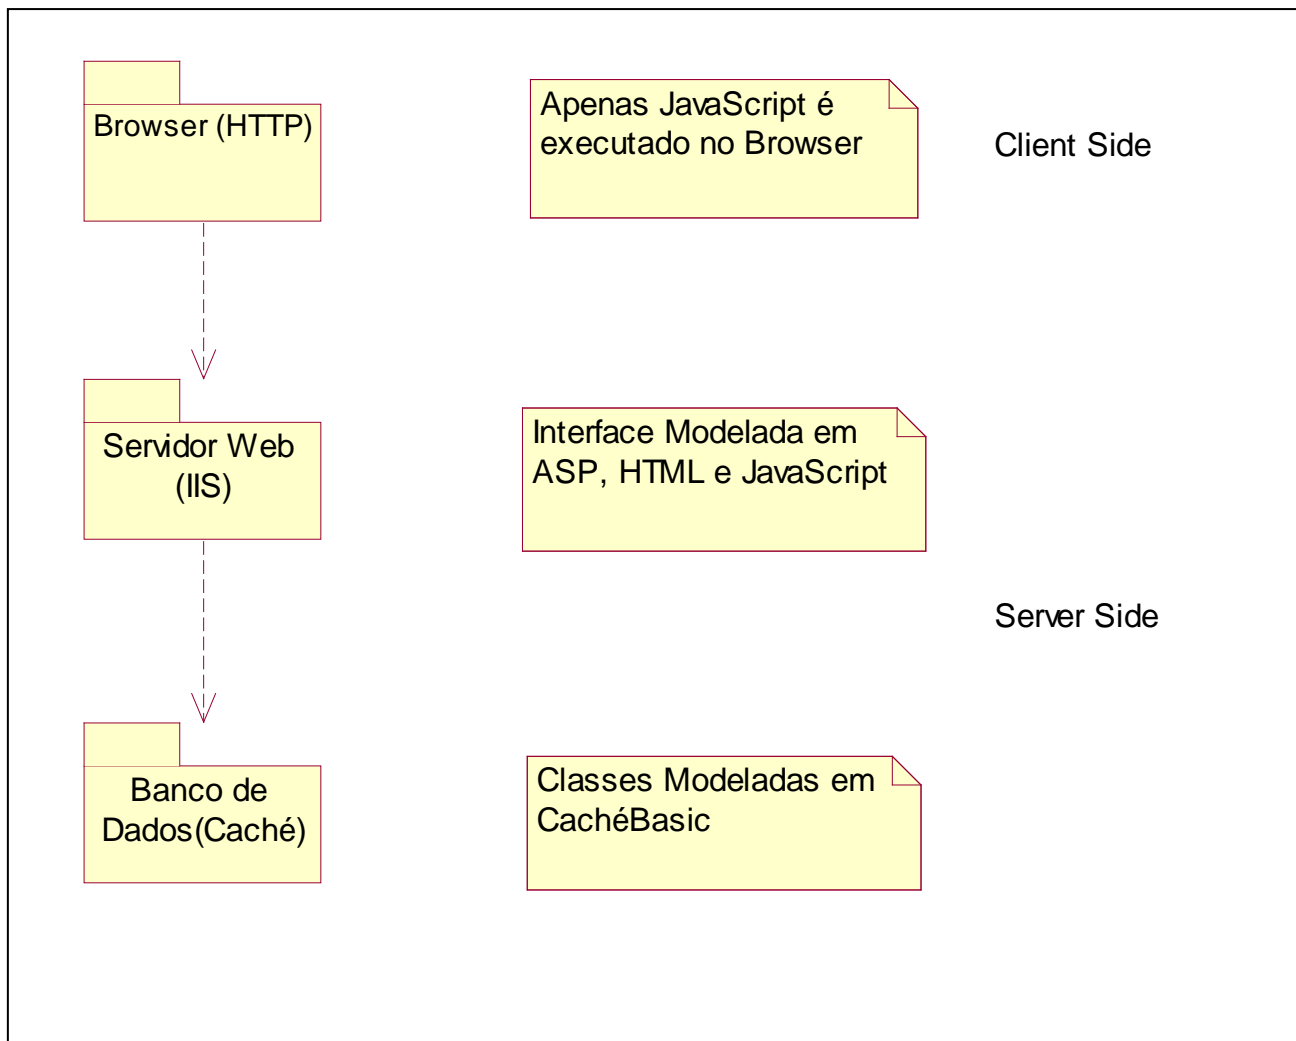 Browser (HTTP)
Apenas JavaScript é
executado no Browser
Client Side
Servidor Web
(IIS)
Interface Modelada em
ASP, HTML e JavaScript
Server Side
Banco de
Dados(Caché)
Classes Modeladas em
CachéBasic